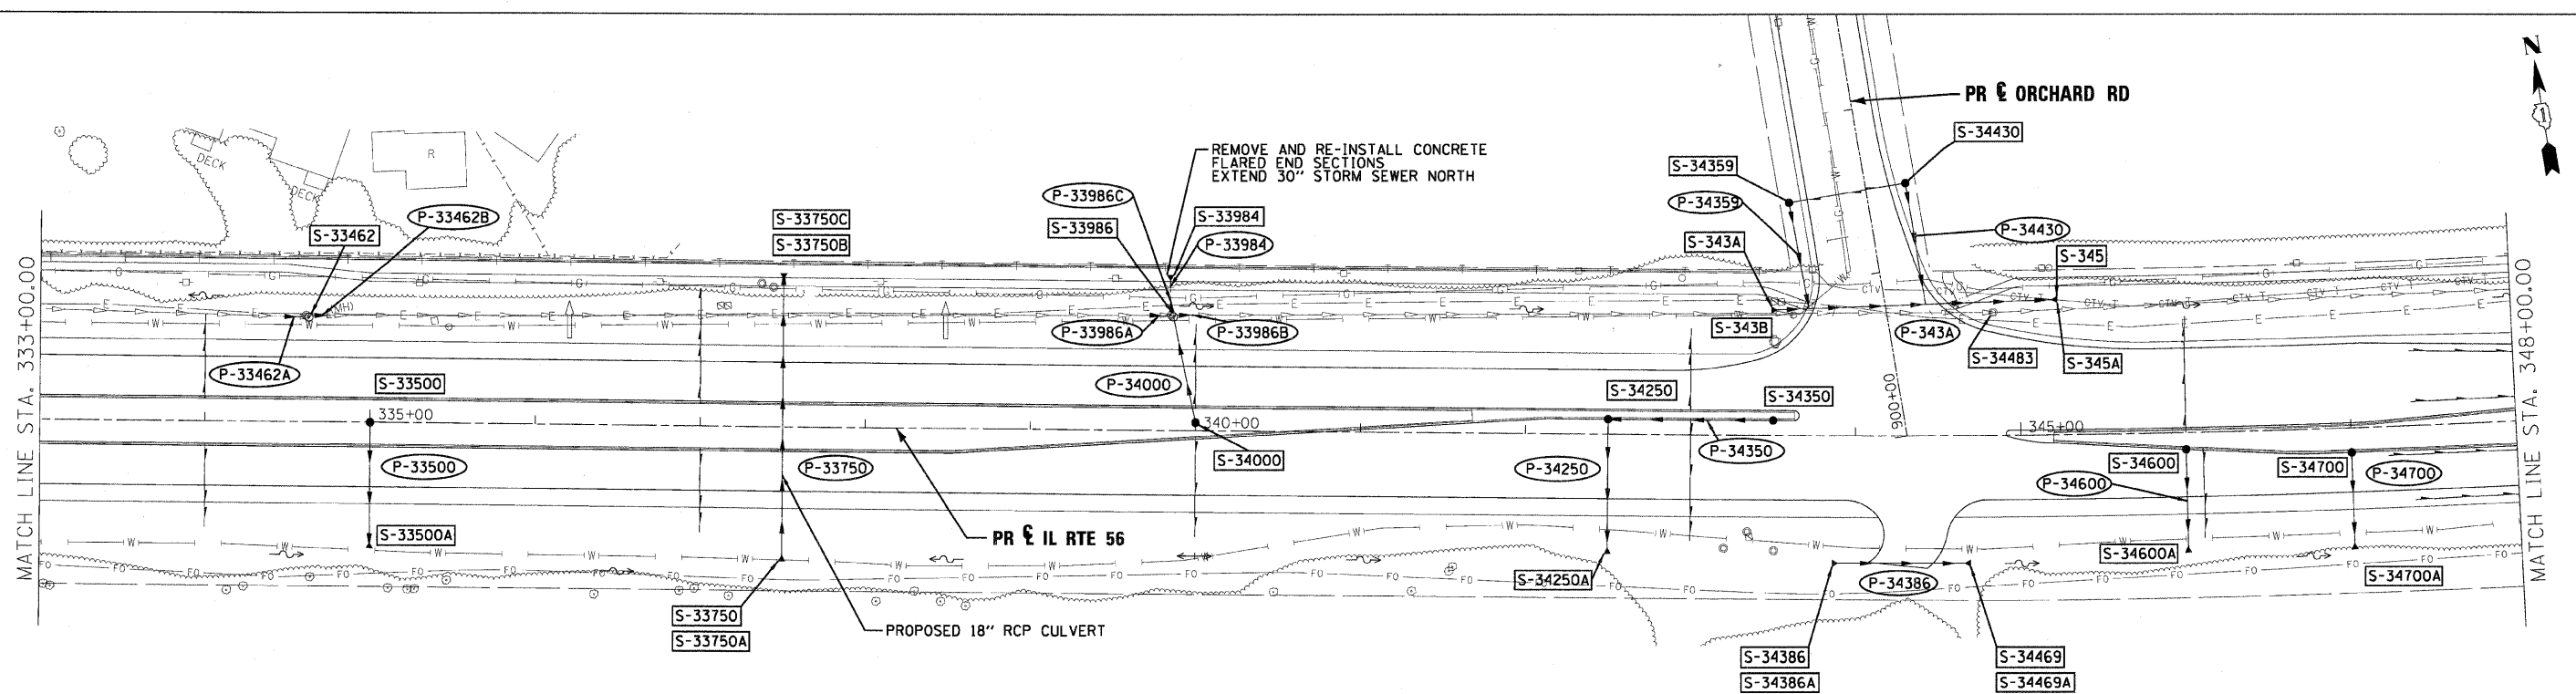 N
1
PR ℄ ORCHARD RD
S-34430
DECK
R
DECK
REMOVE AND RE-INSTALL CONCRETE
FLARED END SECTIONS
EXTEND 30" STORM SEWER NORTH
S-34359
P-33986C
P-34359
P-33462B
S-33750C
S-33984
S-33986
P-34430
S-33462
S-33750B
P-33984
S-343A
S-345
MATCH LINE STA. 333+00.00
MATCH LINE STA. 348+00.00
(MH)
P-33986A
P-33986B
S-343B
P-343A
S-34483
S-345A
P-33462A
S-33500
P-34000
S-34250
S-34350
900+00
335+00
340+00
345+00
P-33500
P-33750
S-34000
P-34250
P-34350
S-34600
S-34700
P-34700
P-34600
S-33500A
PR ℄ IL RTE 56
S-34600A
S-34250A
P-34386
S-34700A
S-33750
S-33750A
PROPOSED 18" RCP CULVERT
S-34386
S-34386A
S-34469
S-34469A